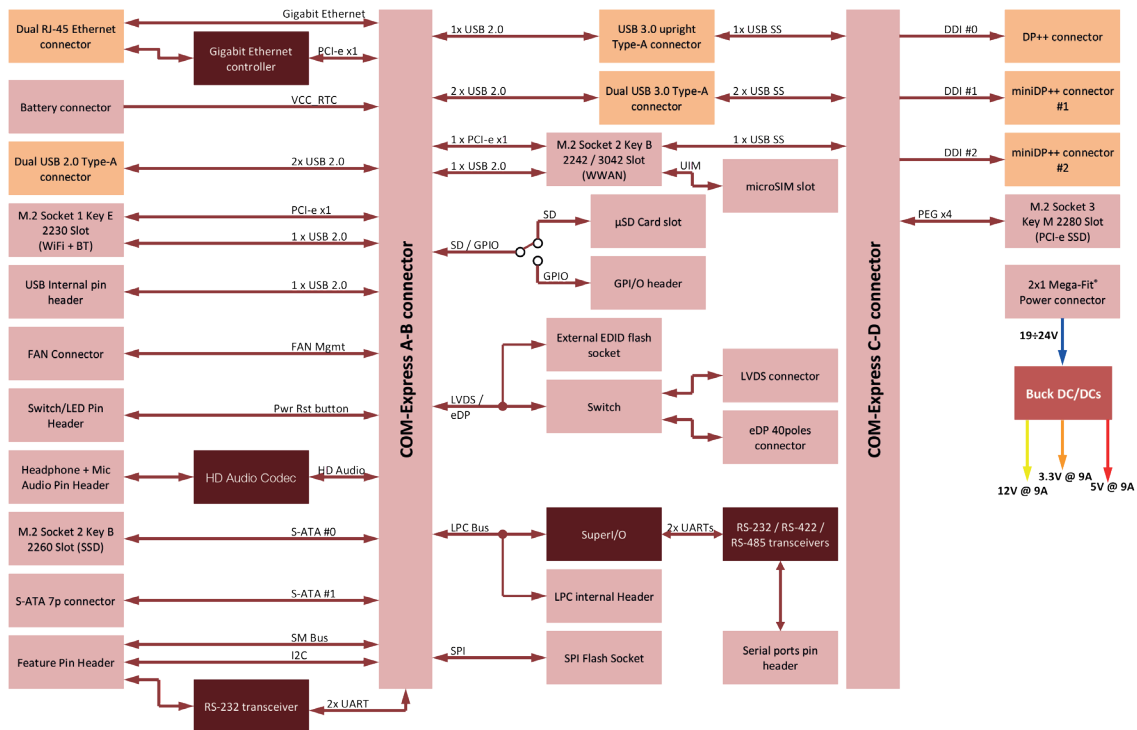 Dual RJ-45 Ethernet
connector
Gigabit Ethernet
Gigabit Ethernet
controller
PCI-e x1
Battery connector
VCC_RTC
Dual USB 2.0 Type-A
connector
2x USB 2.0
M.2 Socket 1 Key E
2230 Slot
(WiFi + BT)
PCI-e x1
1 x USB 2.0
USB Internal pin
header
1 x USB 2.0
FAN Connector
FAN Mgmt
Switch/LED Pin
Header
Pwr Rst button
Headphone + Mic
Audio Pin Header
HD Audio Codec
HD Audio
M.2 Socket 2 Key B
2260 Slot (SSD)
S-ATA #0
S-ATA 7p connector
S-ATA #1
Feature Pin Header
SM Bus
I2C
RS-232 transceiver
2x UART
COM-Express A-B connector
1x USB 2.0
USB 3.0 upright
Type-A connector
1x USB SS
2 x USB 2.0
Dual USB 3.0 Type-A
connector
2 x USB SS
1 x PCI-e x1
1 x USB 2.0
M.2 Socket 2 Key B
2242 / 3042 Slot
(WWAN)
1 x USB SS
UIM
microSIM slot
SD / GPIO
SD
µSD Card slot
GPIO
GPI/O header
LVDS /
eDP
External EDID flash
socket
Switch
LVDS connector
eDP 40poles
connector
LPC Bus
SuperI/O
2x UARTs
RS-232 / RS-422 /
RS-485 transceivers
LPC internal Header
Serial ports pin
header
SPI
SPI Flash Socket
COM-Express C-D connector
DDI #0
DP++ connector
DDI #1
miniDP++ connector
#1
DDI #2
miniDP++ connector
#2
PEG x4
M.2 Socket 3
Key M 2280 Slot
(PCI-e SSD)
2x1 Mega-Fit®
Power connector
19÷24V
Buck DC/DCs
12V @ 9A
3.3V @ 9A
5V @ 9A